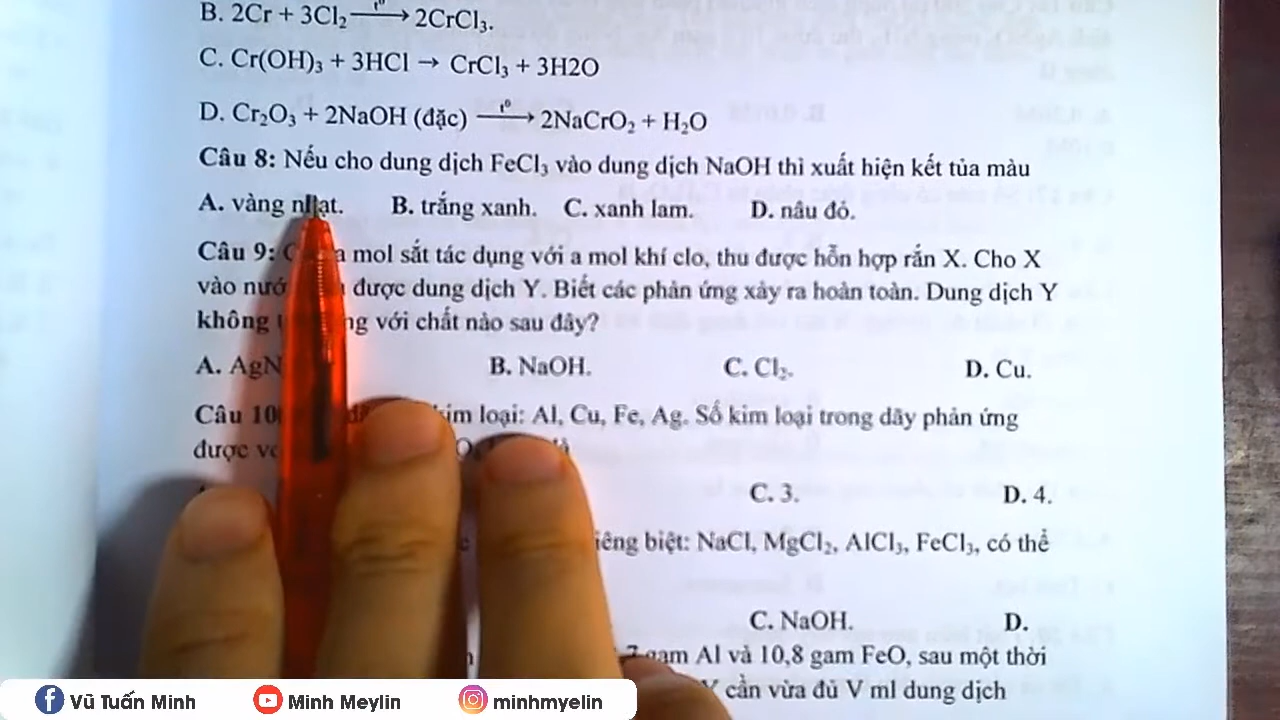 B. 2Cr + 3Cl₂ —t⁰→ 2CrCl₃.
C. Cr(OH)₃ + 3HCl → CrCl₃ + 3H2O
D. Cr₂O₃ + 2NaOH (đặc) —t⁰→ 2NaCrO₂ + H₂O
Câu 8: Nếu cho dung dịch FeCl₃ vào dung dịch NaOH thì xuất hiện kết tủa màu
A. vàng nhạt. B. trắng xanh. C. xanh lam. D. nâu đỏ.
Câu 9: a mol sắt tác dụng với a mol khí clo, thu được hỗn hợp rắn X. Cho X
vào được dung dịch Y. Biết các phản ứng xảy ra hoàn toàn. Dung dịch Y
không với chất nào sau đây?
A. B. NaOH. C. Cl₂. D. Cu.
Câu kim loại: Al, Cu, Fe, Ag. Số kim loại trong dãy phản ứng
được
C. 3. D. 4.
biệt: NaCl, MgCl₂, AlCl₃, FeCl₃, có thể
C. NaOH. D.
gam Al và 10,8 gam FeO, sau một thời
Y cần vừa đủ V ml dung dịch
Vũ Tuấn Minh Minh Meylin minhmyelin